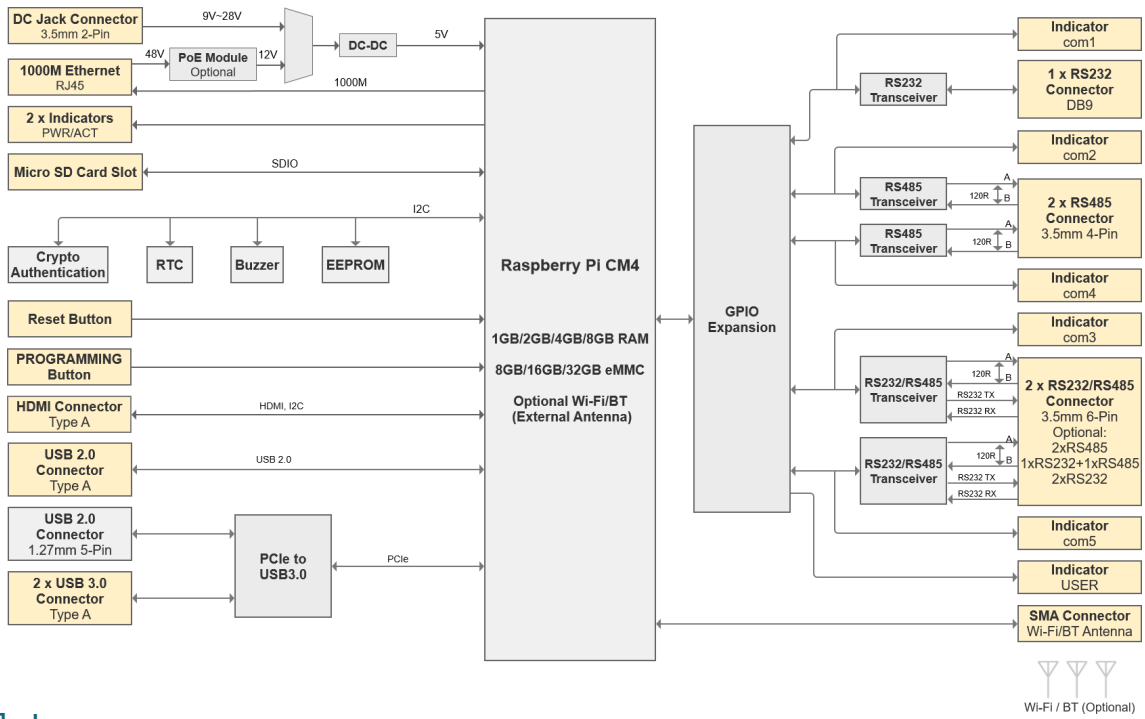 DC Jack Connector
3.5mm 2-Pin
9V~28V
48V
PoE Module
Optional
12V
DC-DC
5V
1000M Ethernet
RJ45
1000M
2 x Indicators
PWR/ACT
Micro SD Card Slot
SDIO
I2C
Crypto
Authentication
RTC
Buzzer
EEPROM
Reset Button
PROGRAMMING
Button
HDMI Connector
Type A
HDMI, I2C
USB 2.0
Connector
Type A
USB 2.0
USB 2.0
Connector
1.27mm 5-Pin
2 x USB 3.0
Connector
Type A
PCIe to
USB3.0
PCIe
Raspberry Pi CM4
1GB/2GB/4GB/8GB RAM
8GB/16GB/32GB eMMC
Optional Wi-Fi/BT
(External Antenna)
GPIO
Expansion
Indicator
com1
RS232
Transceiver
1 x RS232
Connector
DB9
Indicator
com2
RS485
Transceiver
A
120R
B
RS485
Transceiver
A
120R
B
2 x RS485
Connector
3.5mm 4-Pin
Indicator
com4
Indicator
com3
RS232/RS485
Transceiver
A
120R
B
RS232 TX
RS232 RX
RS232/RS485
Transceiver
A
120R
B
RS232 TX
RS232 RX
2 x RS232/RS485
Connector
3.5mm 6-Pin
Optional:
2xRS485
1xRS232+1xRS485
2xRS232
Indicator
com5
Indicator
USER
SMA Connector
Wi-Fi/BT Antenna
Wi-Fi / BT (Optional)